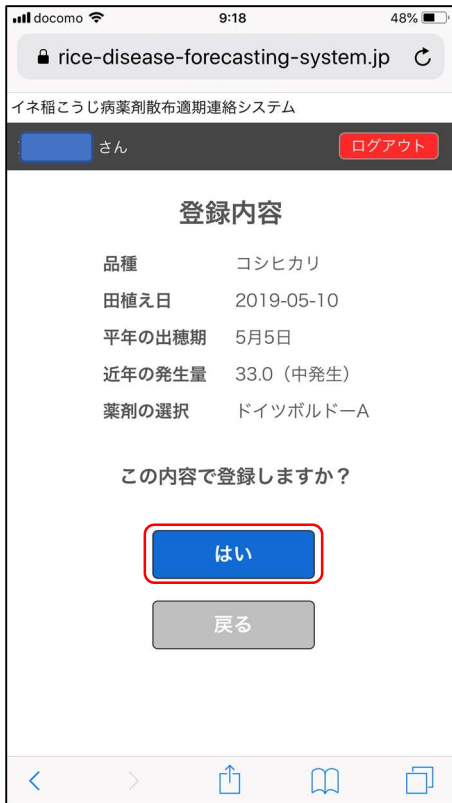 docomo 9:18 48%
rice-disease-forecasting-system.jp
イネ稲こうじ病薬剤散布適期連絡システム
さん ログアウト
登録内容
品種 コシヒカリ
田植え日 2019-05-10
平年の出穂期 5月5日
近年の発生量 33.0（中発生）
薬剤の選択 ドイツボルドーA
この内容で登録しますか？
はい
戻る